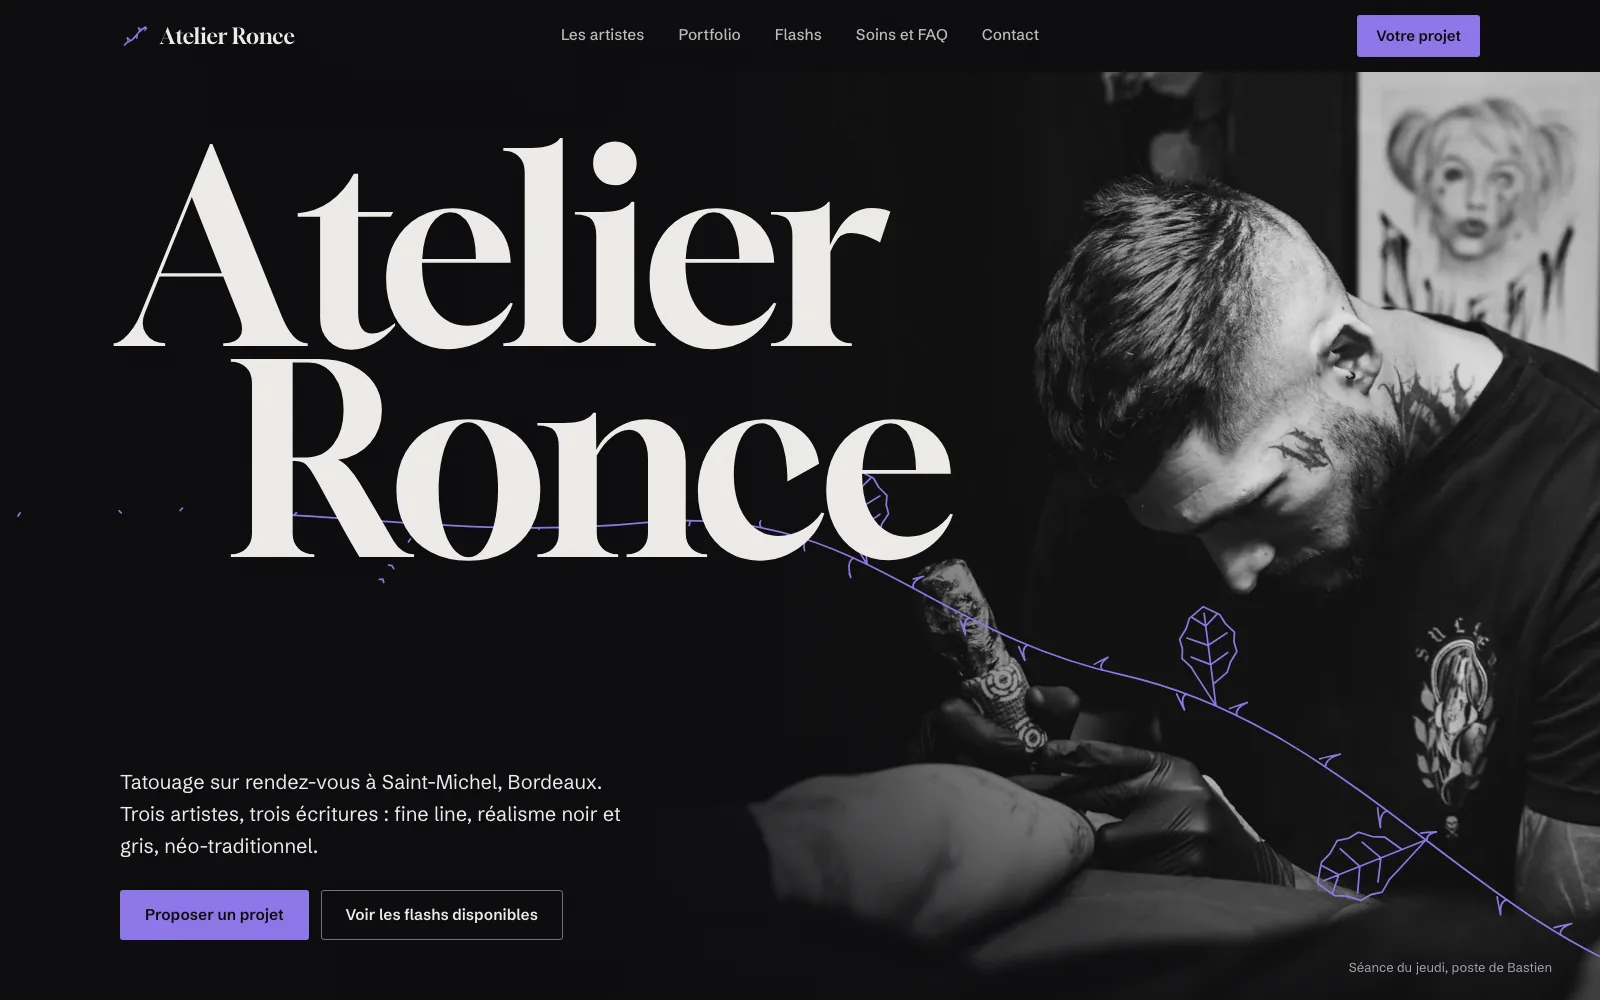 Atelier Ronce
Les artistes
Portfolio
Flashs
Soins et FAQ
Contact
Votre projet
Atelier
Ronce
Tatouage sur rendez-vous à Saint-Michel, Bordeaux.
Trois artistes, trois écritures : fine line, réalisme noir et
gris, néo-traditionnel.
Proposer un projet
Voir les flashs disponibles
Séance du jeudi, poste de Bastien